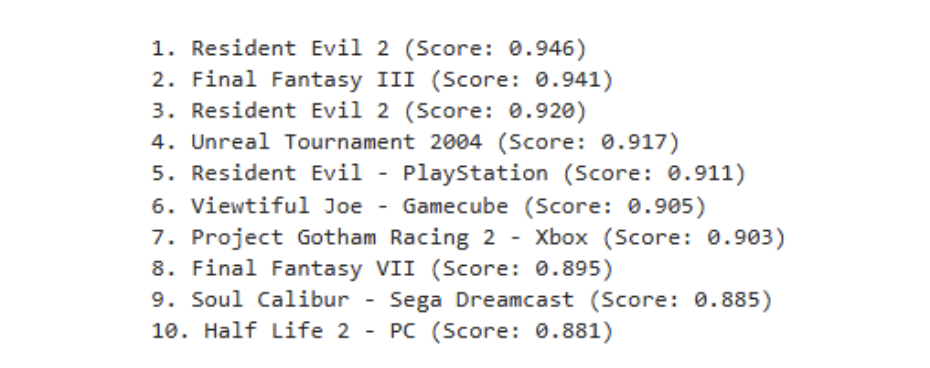 1. Resident Evil 2 (Score: 0.946)
2. Final Fantasy III (Score: 0.941)
3. Resident Evil 2 (Score: 0.920)
4. Unreal Tournament 2004 (Score: 0.917)
5. Resident Evil - PlayStation (Score: 0.911)
6. Viewtiful Joe - Gamecube (Score: 0.905)
7. Project Gotham Racing 2 - Xbox (Score: 0.903)
8. Final Fantasy VII (Score: 0.895)
9. Soul Calibur - Sega Dreamcast (Score: 0.885)
10. Half Life 2 - PC (Score: 0.881)